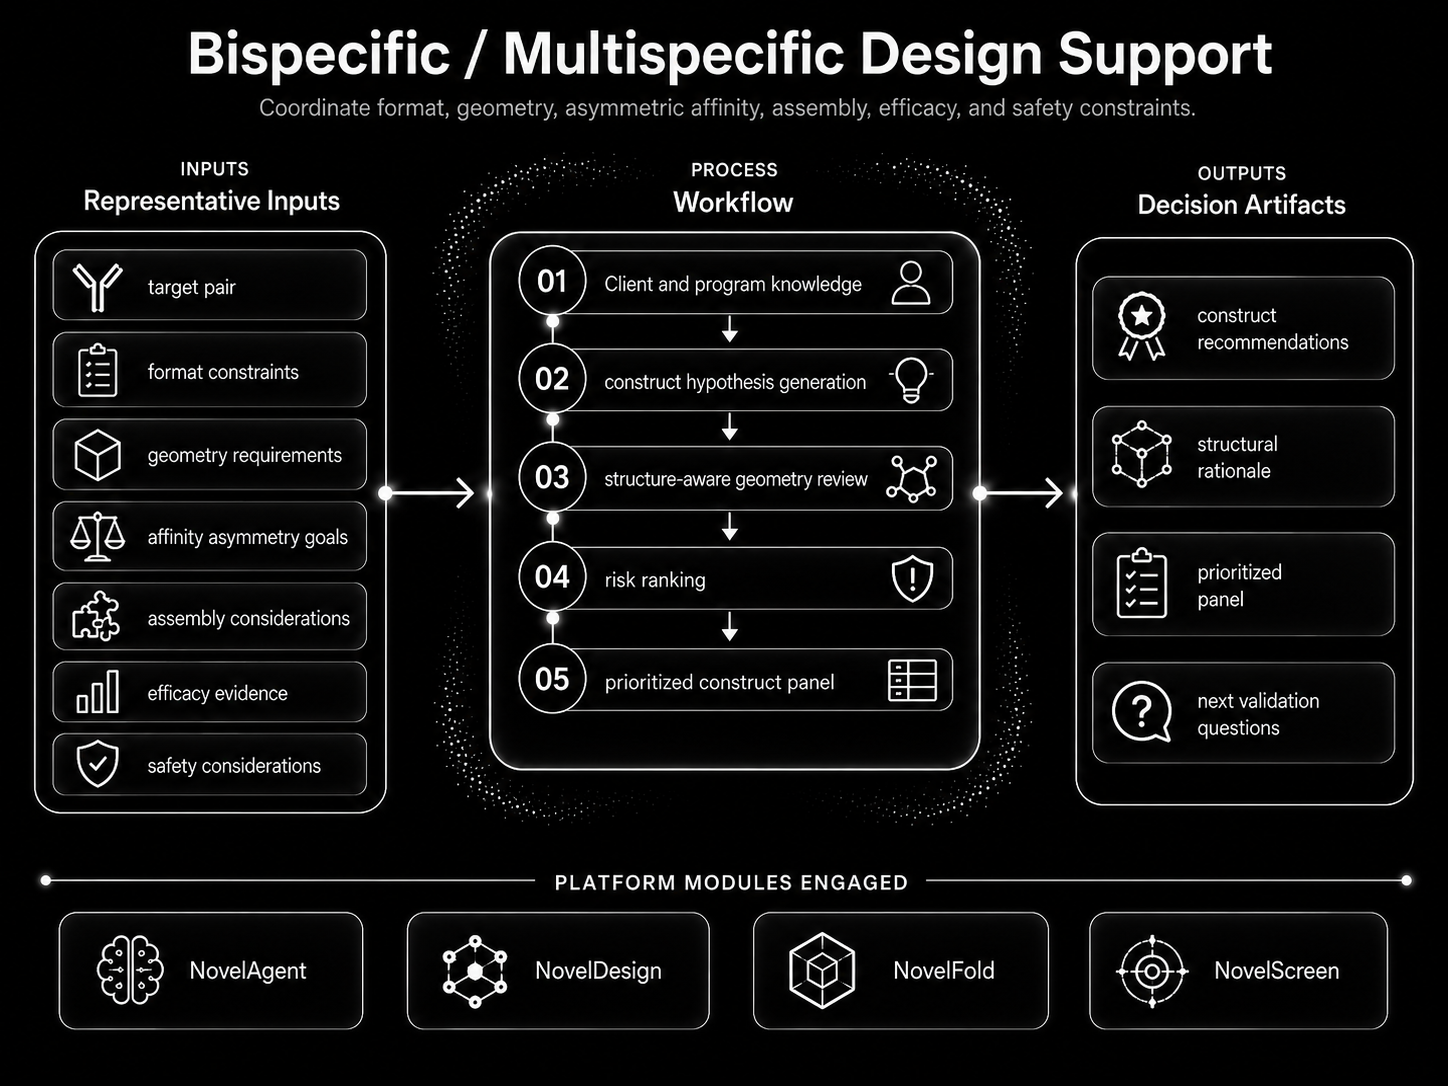 Bispecific / Multispecific Design Support
Coordinate format, geometry, asymmetric affinity, assembly, efficacy, and safety constraints.
INPUTS
Representative Inputs
target pair
format constraints
geometry requirements
affinity asymmetry goals
assembly considerations
efficacy evidence
safety considerations
PROCESS
Workflow
01 Client and program knowledge
02 construct hypothesis generation
03 structure-aware geometry review
04 risk ranking
05 prioritized construct panel
OUTPUTS
Decision Artifacts
construct
recommendations
structural
rationale
prioritized
panel
next validation
questions
PLATFORM MODULES ENGAGED
NovelAgent
NovelDesign
NovelFold
NovelScreen